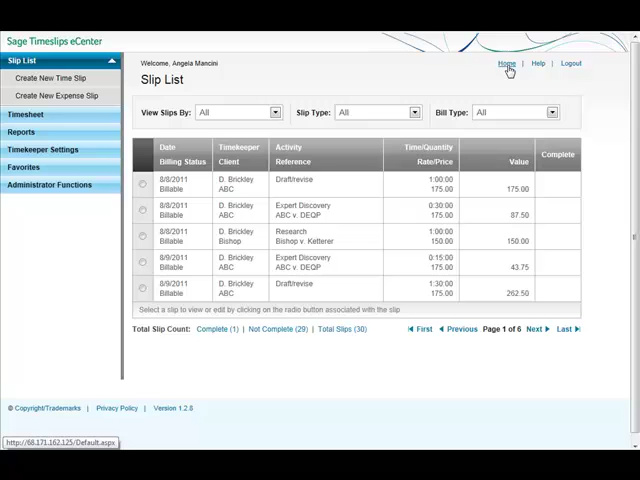 Sage Timeslips eCenter
Slip List
Create New Time Slip
Create New Expense Slip
Timesheet
Reports
Timekeeper Settings
Favorites
Administrator Functions
Welcome, Angela Mancini
Home | Help | Logout
Slip List
View Slips By: All Slip Type: All Bill Type: All
Date Timekeeper Activity Time/Quantity
Billing Status Client Reference Rate/Price Value Complete
8/8/2011 D. Brickley Draft/revise 1:00:00
Billable ABC 175.00 175.00
8/8/2011 D. Brickley Expert Discovery 0:30:00
Billable ABC ABC v. DEQP 175.00 87.50
8/8/2011 D. Brickley Research 1:00:00
Billable Bishop Bishop v. Ketterer 150.00 150.00
8/9/2011 D. Brickley Expert Discovery 0:15:00
Billable ABC ABC v. DEQP 175.00 43.75
8/9/2011 D. Brickley Draft/revise 1:30:00
Billable ABC 175.00 262.50
Select a slip to view or edit by clicking on the radio button associated with the slip
Total Slip Count: Complete (1) | Not Complete (29) | Total Slips (30) First Previous Page 1 of 6 Next Last
© Copyright/Trademarks | Privacy Policy | Version 1.2.8
http://68.171.162.125/Default.aspx